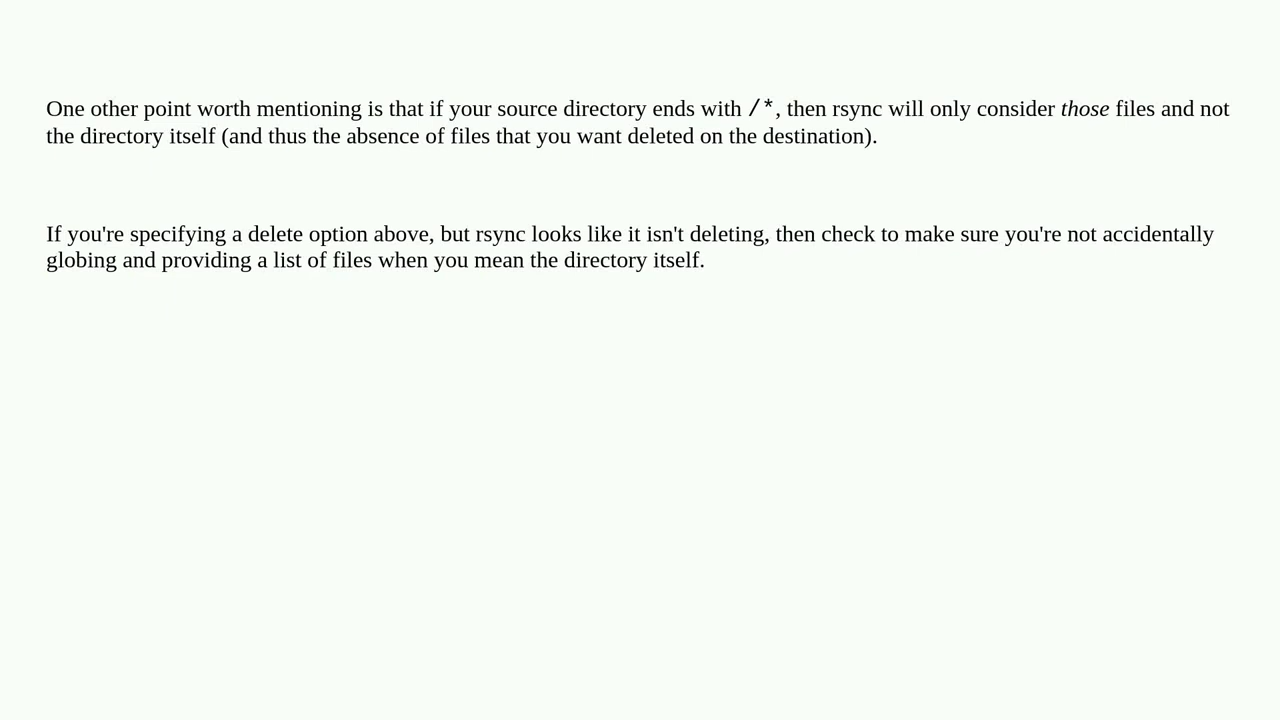 One other point worth mentioning is that if your source directory ends with /*, then rsync will only consider those files and not
the directory itself (and thus the absence of files that you want deleted on the destination).
If you're specifying a delete option above, but rsync looks like it isn't deleting, then check to make sure you're not accidentally
globing and providing a list of files when you mean the directory itself.